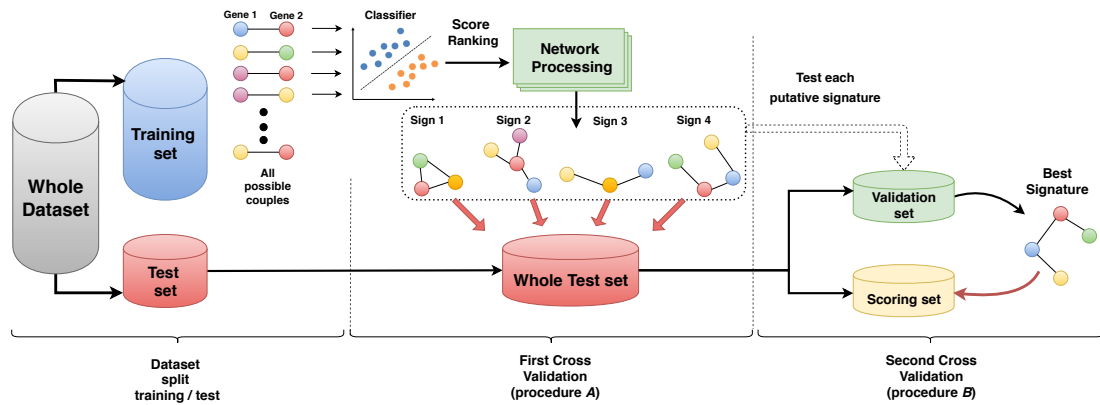 Gene 1 Gene 2
Classifier
Score
Ranking
Network
Processing
Whole
Dataset
Training
set
All
possible
couples
Test
set
Sign 1
Sign 2
Sign 3
Sign 4
Whole Test set
Test each
putative signature
Validation
set
Best
Signature
Scoring set
Dataset
split
training / test
First Cross
Validation
(procedure A)
Second Cross
Validation
(procedure B)